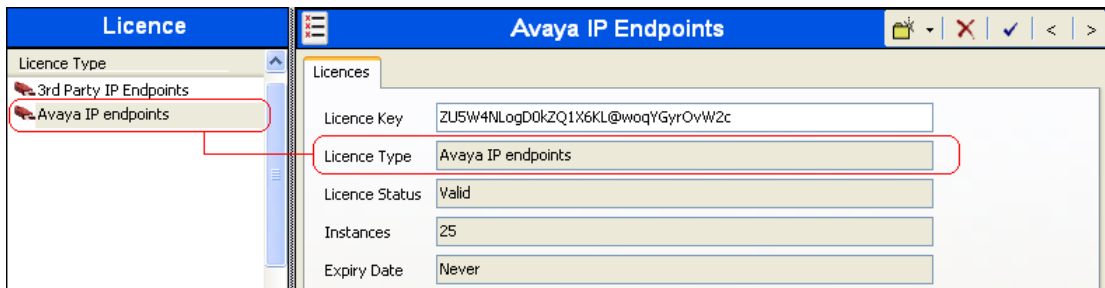 Licence
Avaya IP Endpoints
Licence Type
3rd Party IP Endpoints
Avaya IP endpoints
Licences
Licence Key ZU5W4NLogD0kZQ1X6KL@woqYGyrOvW2c
Licence Type Avaya IP endpoints
Licence Status Valid
Instances 25
Expiry Date Never